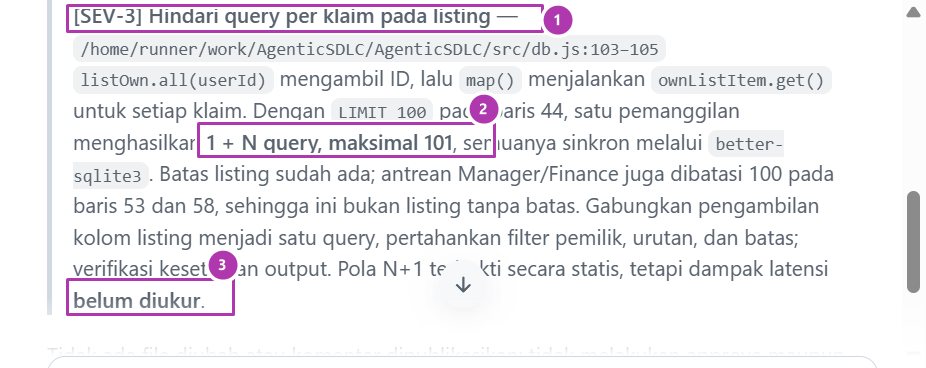 [SEV-3] Hindari query per klaim pada listing —
1
/home/runner/work/AgenticSDLC/AgenticSDLC/src/db.js:103–105
listOwn.all(userId) mengambil ID, lalu map() menjalankan ownListItem.get()
untuk setiap klaim. Dengan LIMIT 100 baris 44, satu pemanggilan
2
menghasilkan 1 + N query, maksimal 101, semuanya sinkron melalui better-
sqlite3. Batas listing sudah ada; antrean Manager/Finance juga dibatasi 100 pada
baris 53 dan 58, sehingga ini bukan listing tanpa batas. Gabungkan pengambilan
kolom listing menjadi satu query, pertahankan filter pemilik, urutan, dan batas;
verifikasi output. Pola N+1 secara statis, tetapi dampak latensi
3
belum diukur.